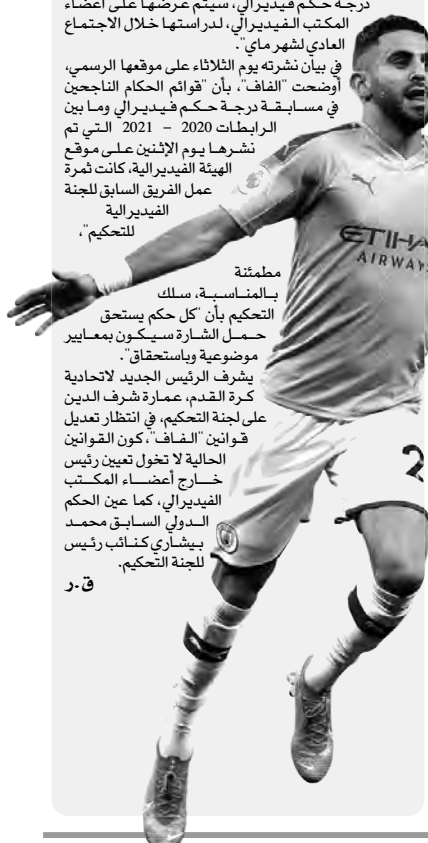 درجة حكم فيديرالي، سيتم عرضها على أعضاء
المكتب الفيديرالي، لدراستها خلال الاجتماع
العادي لشهر ماي".
في بيان نشرته يوم الثلاثاء على موقعها الرسمي،
أوضحت "الفاف"، بأن "قوائم الحكام الناجحين
في مسابقة درجة حكم فيديرالي وما بين
الرابطات 2020 – 2021 التي تم
نشرها يوم الإثنين على موقع
الهيئة الفيديرالية، كانت ثمرة
عمل الفريق السابق للجنة
الفيديرالية
للتحكيم"،
مطمئنة
بالمناسبة، سلك
التحكيم بأن "كل حكم يستحق
حمل الشارة سيكون بمعايير
موضوعية وباستحقاق".
يشرف الرئيس الجديد لاتحادية
كرة القدم، عمارة شرف الدين
على لجنة التحكيم، في انتظار تعديل
قوانين "الفاف"، كون القوانين
الحالية لا تخول تعيين رئيس
خارج أعضاء المكتب
الفيديرالي، كما عين الحكم
الدولي السابق محمد
بيشاري كنائب رئيس
للجنة التحكيم.
ق.ر
ETIHA
AIRWAYS
2